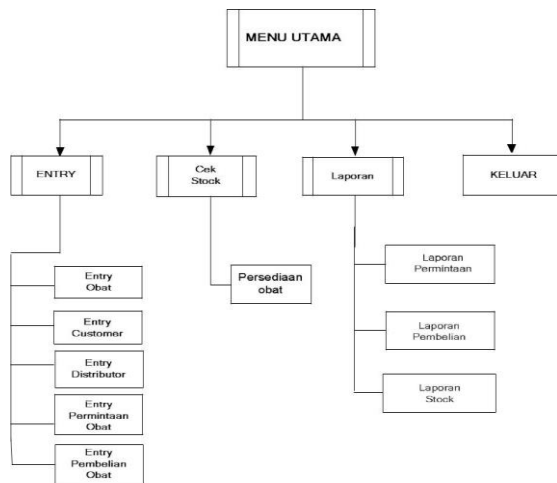 MENU UTAMA
ENTRY
Cek
Stock
Laporan
KELUAR
Entry
Obat
Entry
Customer
Entry
Distributor
Entry
Permintaan
Obat
Entry
Pembelian
Obat
Persediaan
obat
Laporan
Permintaan
Laporan
Pembelian
Laporan
Stock